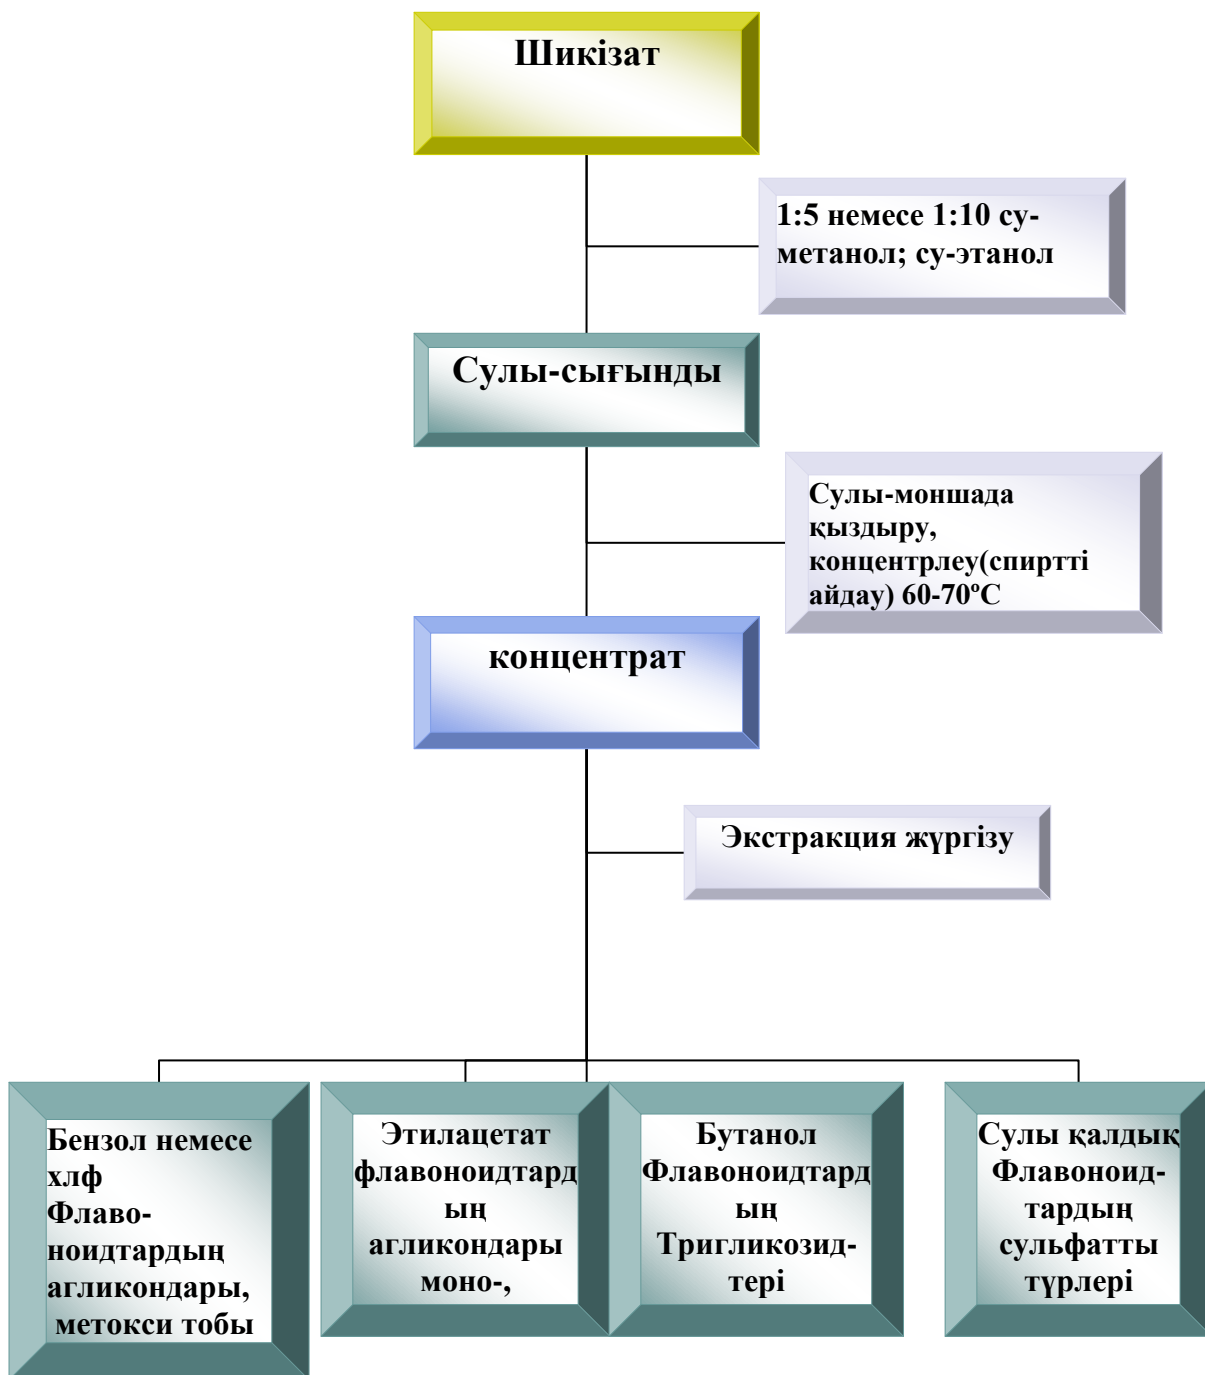 Шикізат
1:5 немесе 1:10 су-
метанол; су-этанол
Сулы-сығынды
Сулы-моншада
қыздыру,
концентрлеу(спиртті
айдау) 60-70ºС
концентрат
Экстракция жүргізу
Бензол немесе
хлф
Флаво-
ноидтардың
агликондары,
метокси тобы
Этилацетат
флавоноидтард
ың
агликондары
моно-,
Бутанол
Флавоноидтард
ың
Тригликозид-
тері
Сулы қалдық
Флавоноид-
тардың
сульфатты
түрлері